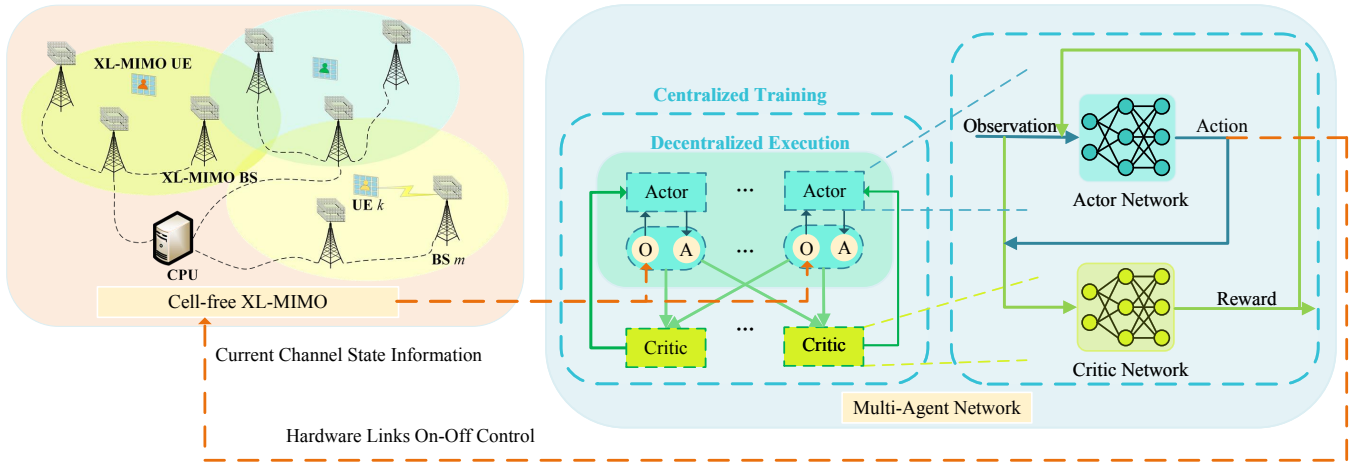 XL-MIMO UE
XL-MIMO BS
UE k
BS m
CPU
Cell-free XL-MIMO
Current Channel State Information
Hardware Links On-Off Control
Centralized Training
Decentralized Execution
Actor
...
Actor
O
A
...
O
A
Critic
...
Critic
Observation
Action
Actor Network
Reward
Critic Network
Multi-Agent Network